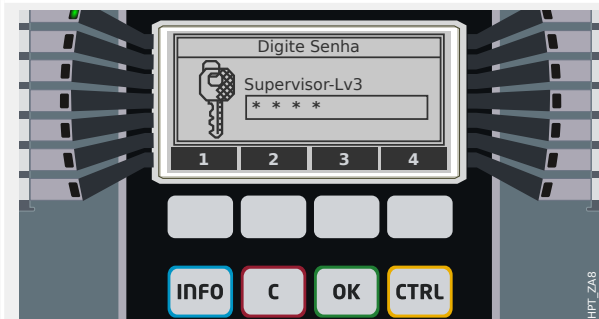 Digite Senha
Supervisor-Lv3
* * * *
1 2 3 4
INFO C OK CTRL
HPT_ZA8